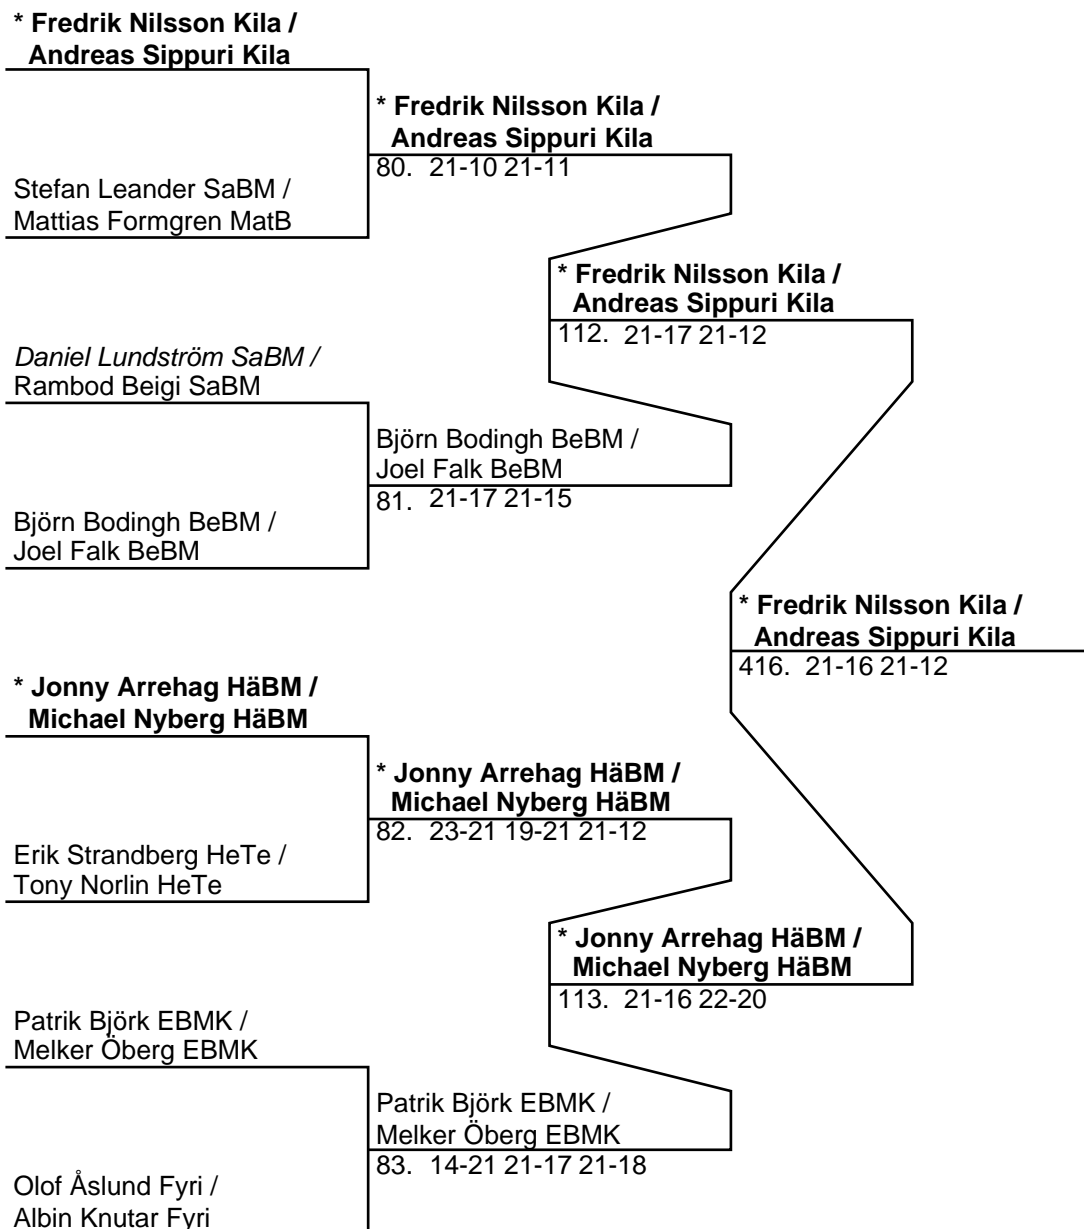 * Fredrik Nilsson Kila /
Andreas Sippuri Kila
* Fredrik Nilsson Kila /
Andreas Sippuri Kila
80. 21-10 21-11
Stefan Leander SaBM /
Mattias Formgren MatB
* Fredrik Nilsson Kila /
Andreas Sippuri Kila
112. 21-17 21-12
Daniel Lundström SaBM /
Rambod Beigi SaBM
Björn Bodingh BeBM /
Joel Falk BeBM
81. 21-17 21-15
Björn Bodingh BeBM /
Joel Falk BeBM
* Fredrik Nilsson Kila /
Andreas Sippuri Kila
416. 21-16 21-12
* Jonny Arrehag HäBM /
Michael Nyberg HäBM
* Jonny Arrehag HäBM /
Michael Nyberg HäBM
82. 23-21 19-21 21-12
Erik Strandberg HeTe /
Tony Norlin HeTe
* Jonny Arrehag HäBM /
Michael Nyberg HäBM
113. 21-16 22-20
Patrik Björk EBMK /
Melker Öberg EBMK
Patrik Björk EBMK /
Melker Öberg EBMK
83. 14-21 21-17 21-18
Olof Åslund Fyri /
Albin Knutar Fyri